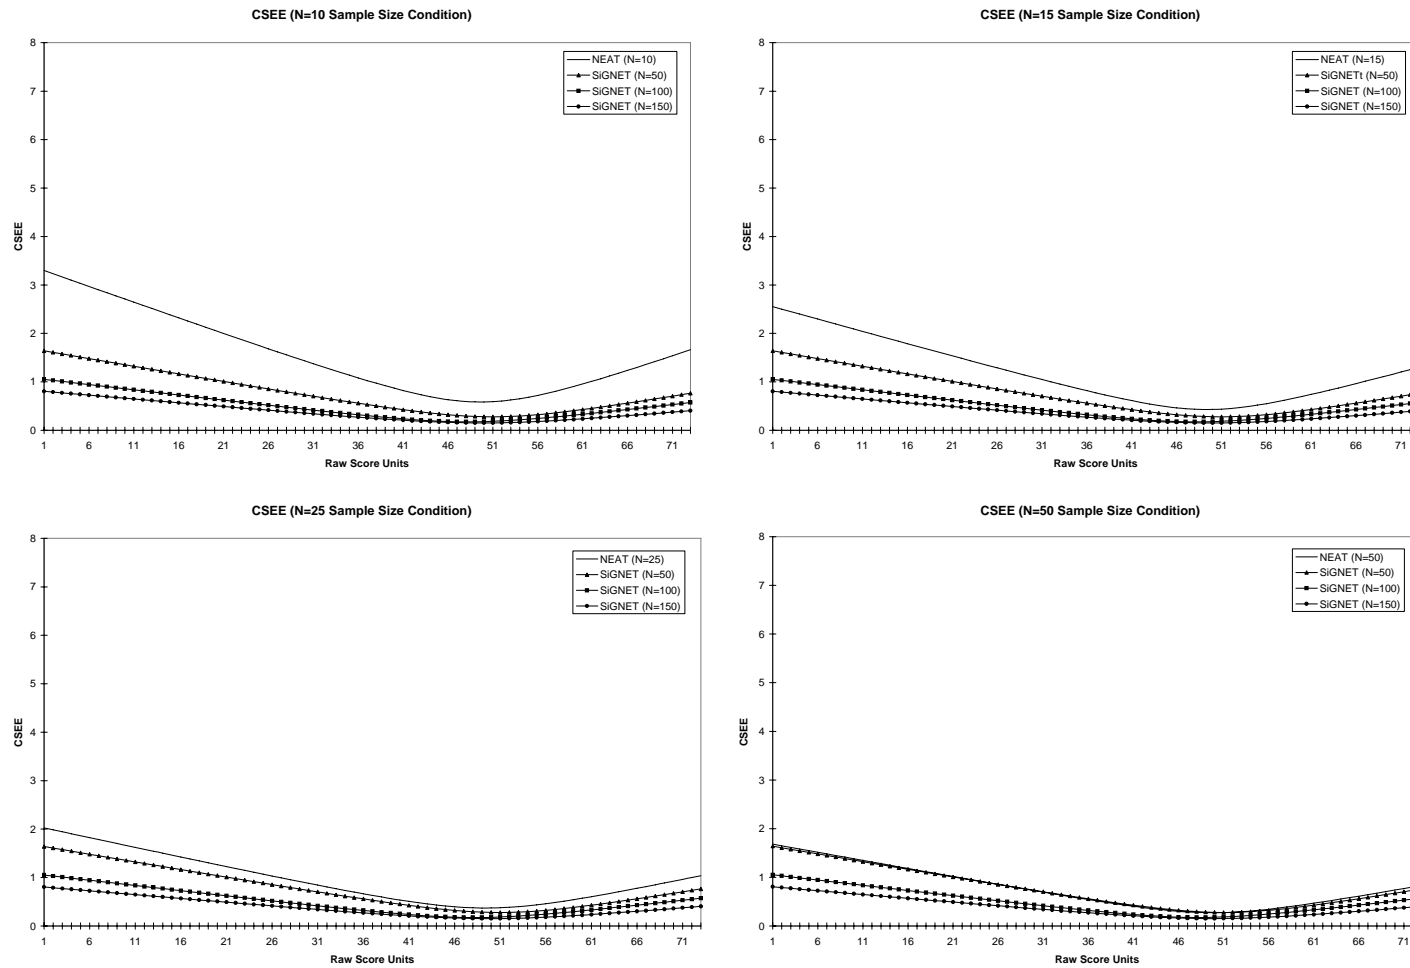 CSEE (N=10 Sample Size Condition)
8
7
6
5
4
3
2
1
0
CSEE
NEAT (N=10)
SiGNET (N=50)
SiGNET (N=100)
SiGNET (N=150)
1 6 11 16 21 26 31 36 41 46 51 56 61 66 71
Raw Score Units
CSEE (N=15 Sample Size Condition)
8
7
6
5
4
3
2
1
0
CSEE
NEAT (N=15)
SiGNETt (N=50)
SiGNET (N=100)
SiGNET (N=150)
1 6 11 16 21 26 31 36 41 46 51 56 61 66 71
Raw Score Units
CSEE (N=25 Sample Size Condition)
8
7
6
5
4
3
2
1
0
CSEE
NEAT (N=25)
SiGNET (N=50)
SiGNET (N=100)
SiGNET (N=150)
1 6 11 16 21 26 31 36 41 46 51 56 61 66 71
Raw Score Units
CSEE (N=50 Sample Size Condition)
8
7
6
5
4
3
2
1
0
CSEE
NEAT (N=50)
SiGNET (N=50)
SiGNET (N=100)
SiGNET (N=150)
1 6 11 16 21 26 31 36 41 46 51 56 61 66 71
Raw Score Units